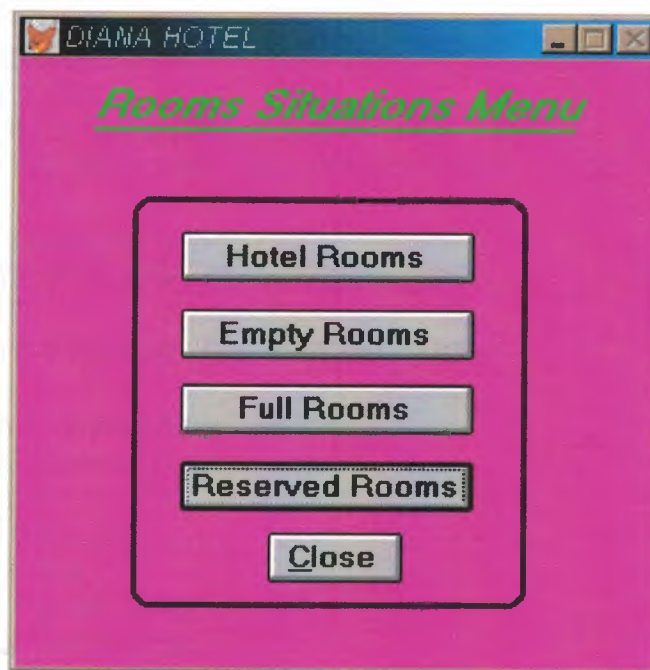 DIANA HOTEL
Rooms Situations Menu
Hotel Rooms
Empty Rooms
Full Rooms
Reserved Rooms
Close